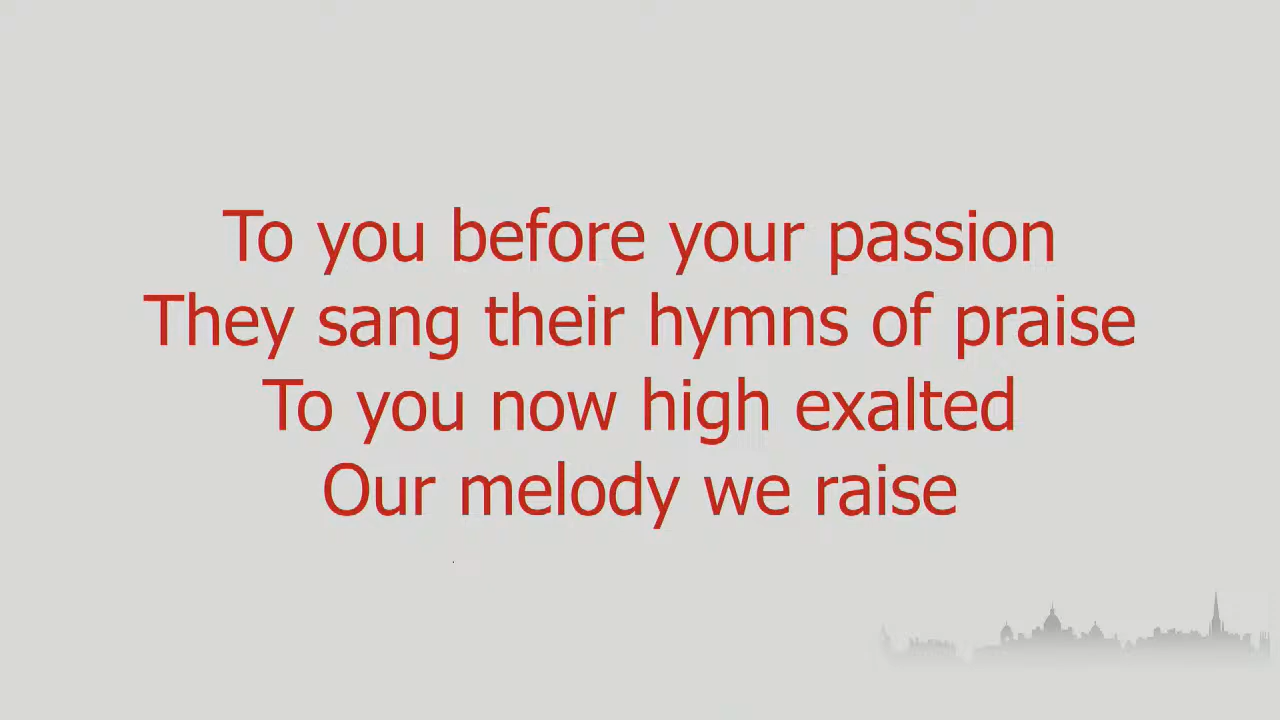 To you before your passion
They sang their hymns of praise
To you now high exalted
Our melody we raise